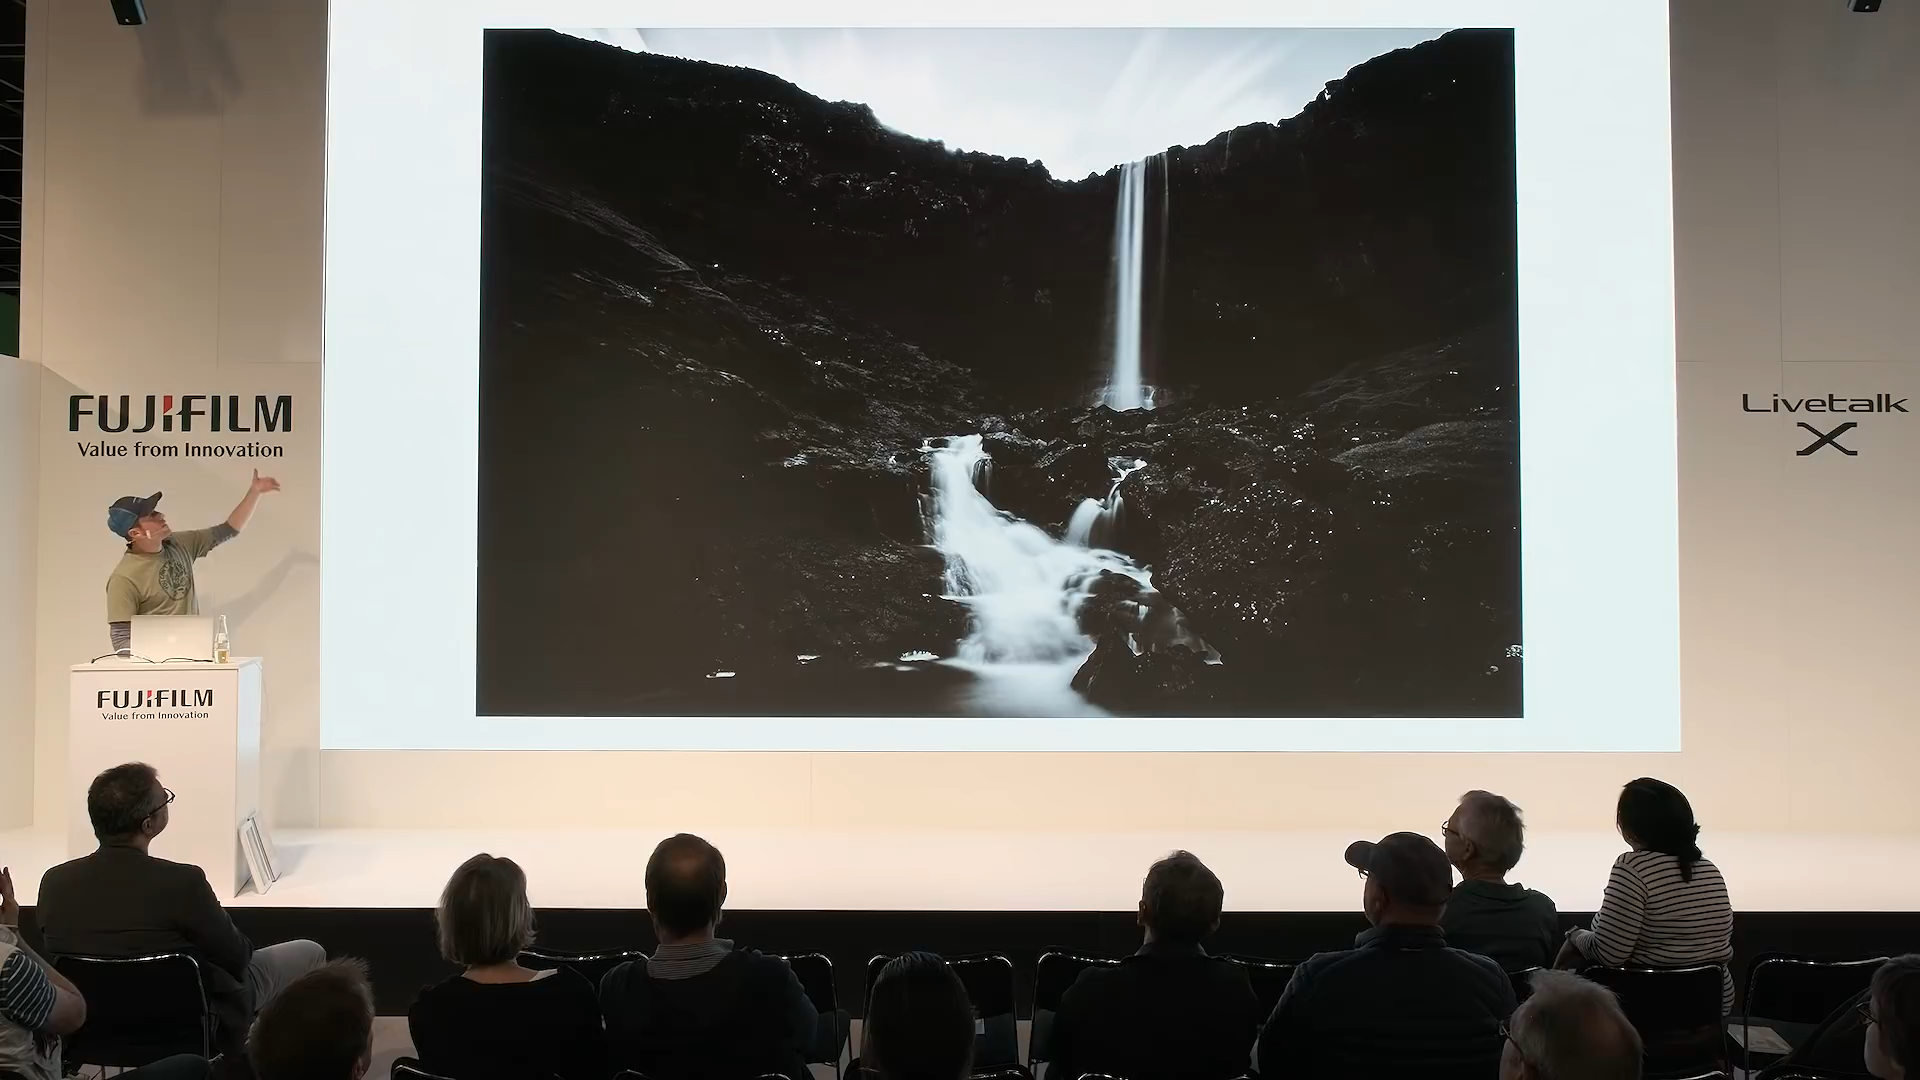 FUJIFILM
Value from Innovation
Livetalk
X
FUJIFILM
Value from Innovation